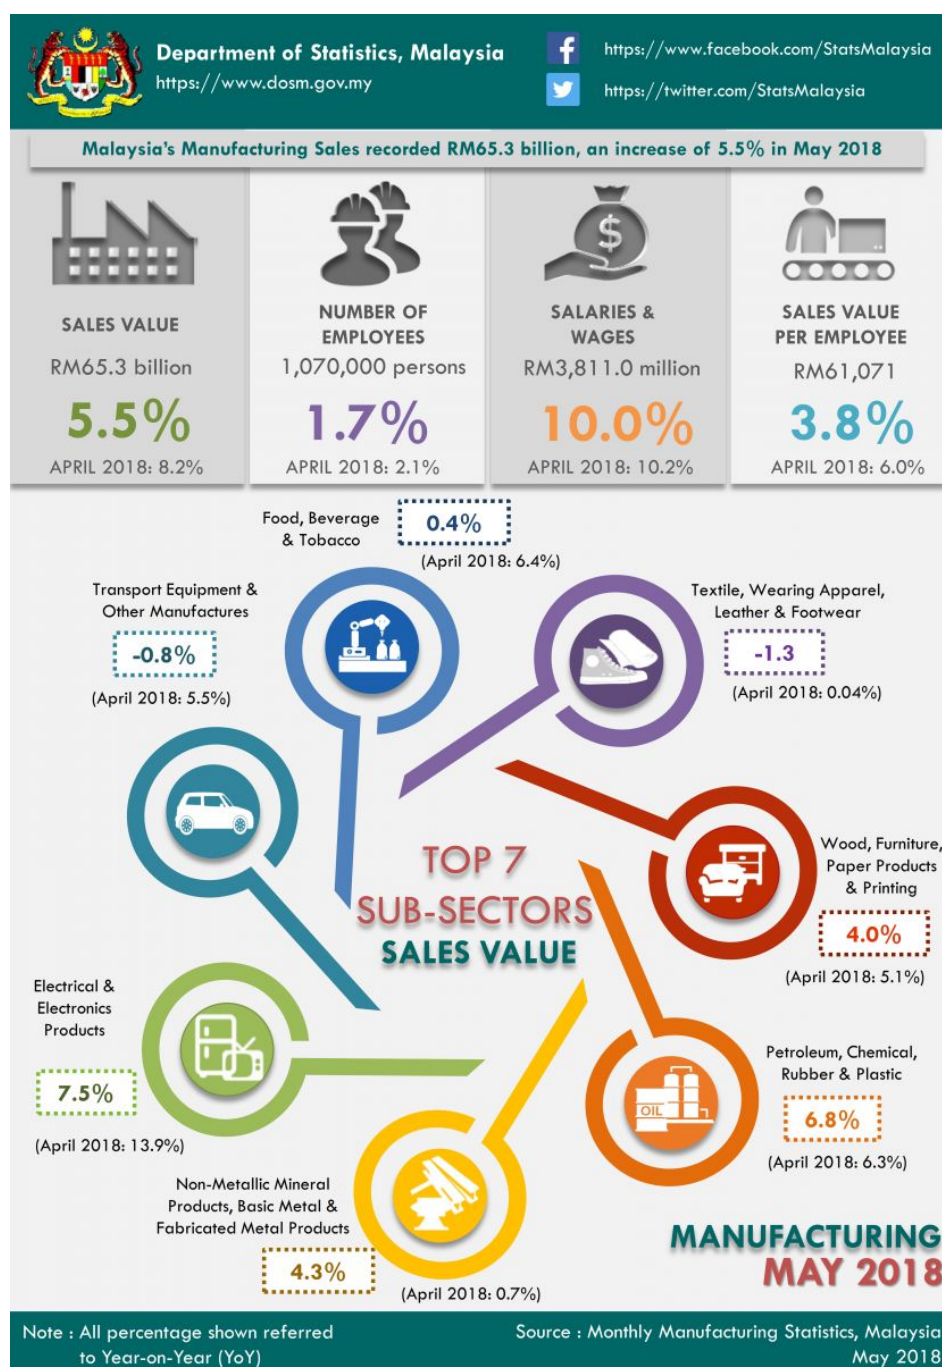 Department of Statistics, Malaysia
https://www.dosm.gov.my
https://www.facebook.com/StatsMalaysia
https://twitter.com/StatsMalaysia
Malaysia's Manufacturing Sales recorded RM65.3 billion, an increase of 5.5% in May 2018
SALES VALUE
RM65.3 billion
5.5%
APRIL 2018: 8.2%
NUMBER OF
EMPLOYEES
1,070,000 persons
1.7%
APRIL 2018: 2.1%
$
SALARIES &
WAGES
RM3,811.0 million
10.0%
APRIL 2018: 10.2%
SALES VALUE
PER EMPLOYEE
RM61,071
3.8%
APRIL 2018: 6.0%
Food, Beverage
& Tobacco
0.4%
(April 2018: 6.4%)
Transport Equipment &
Other Manufactures
-0.8%
(April 2018: 5.5%)
Textile, Wearing Apparel,
Leather & Footwear
-1.3
(April 2018: 0.04%)
TOP 7
SUB-SECTORS
SALES VALUE
Wood, Furniture,
Paper Products
& Printing
4.0%
(April 2018: 5.1%)
Electrical &
Electronics
Products
7.5%
(April 2018: 13.9%)
OIL
Petroleum, Chemical,
Rubber & Plastic
6.8%
(April 2018: 6.3%)
Non-Metallic Mineral
Products, Basic Metal &
Fabricated Metal Products
4.3%
(April 2018: 0.7%)
MANUFACTURING
MAY 2018
Note : All percentage shown referred
to Year-on-Year (YoY)
Source : Monthly Manufacturing Statistics, Malaysia
May 2018